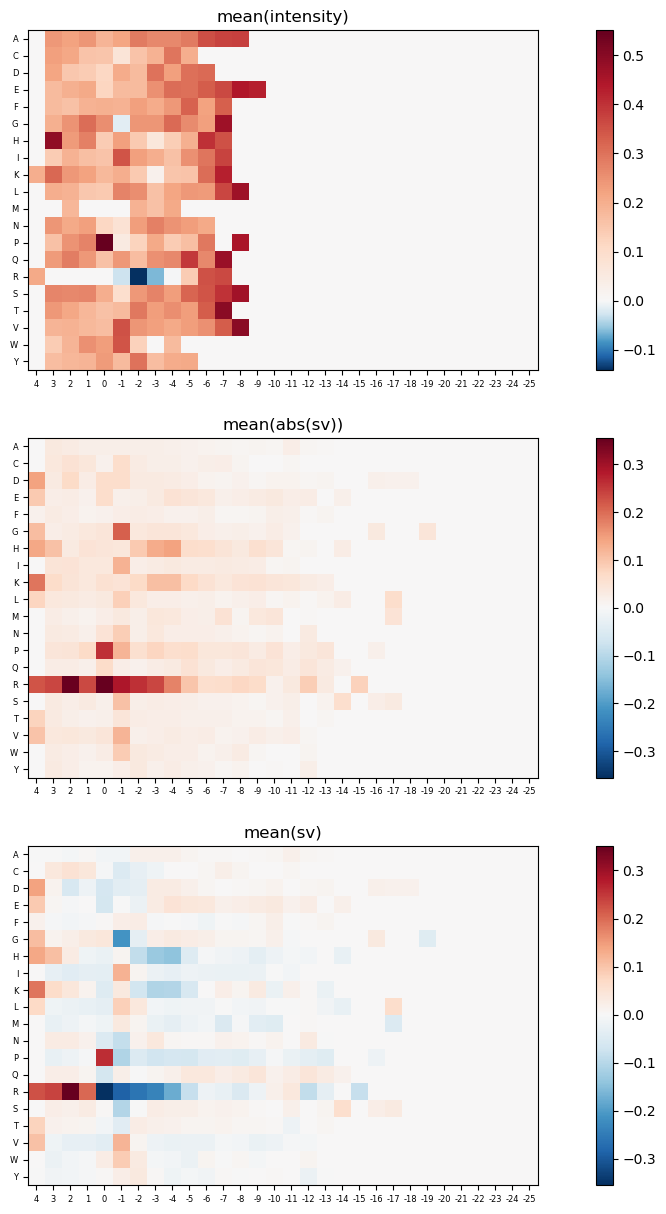 mean(intensity)
A
C
D
E
F
G
H
I
K
L
M
N
P
Q
R
S
T
V
W
Y
4 3 2 1 0 -1 -2 -3 -4 -5 -6 -7 -8 -9 -10 -11 -12 -13 -14 -15 -16 -17 -18 -19 -20 -21 -22 -23 -24 -25
0.5
0.4
0.3
0.2
0.1
0.0
−0.1
mean(abs(sv))
A
C
D
E
F
G
H
I
K
L
M
N
P
Q
R
S
T
V
W
Y
4 3 2 1 0 -1 -2 -3 -4 -5 -6 -7 -8 -9 -10 -11 -12 -13 -14 -15 -16 -17 -18 -19 -20 -21 -22 -23 -24 -25
0.3
0.2
0.1
0.0
−0.1
−0.2
−0.3
mean(sv)
A
C
D
E
F
G
H
I
K
L
M
N
P
Q
R
S
T
V
W
Y
4 3 2 1 0 -1 -2 -3 -4 -5 -6 -7 -8 -9 -10 -11 -12 -13 -14 -15 -16 -17 -18 -19 -20 -21 -22 -23 -24 -25
0.3
0.2
0.1
0.0
−0.1
−0.2
−0.3